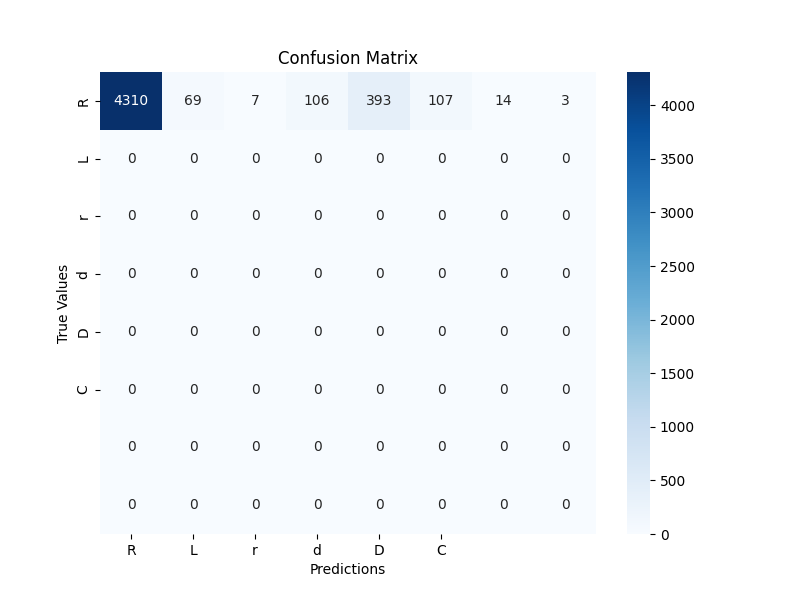 Confusion Matrix
R 4310 69 7 106 393 107 14 3
L 0 0 0 0 0 0 0 0
r 0 0 0 0 0 0 0 0
d 0 0 0 0 0 0 0 0
D 0 0 0 0 0 0 0 0
C 0 0 0 0 0 0 0 0
0 0 0 0 0 0 0 0
0 0 0 0 0 0 0 0
R L r d D C
Predictions
True Values
4000
3500
3000
2500
2000
1500
1000
500
0